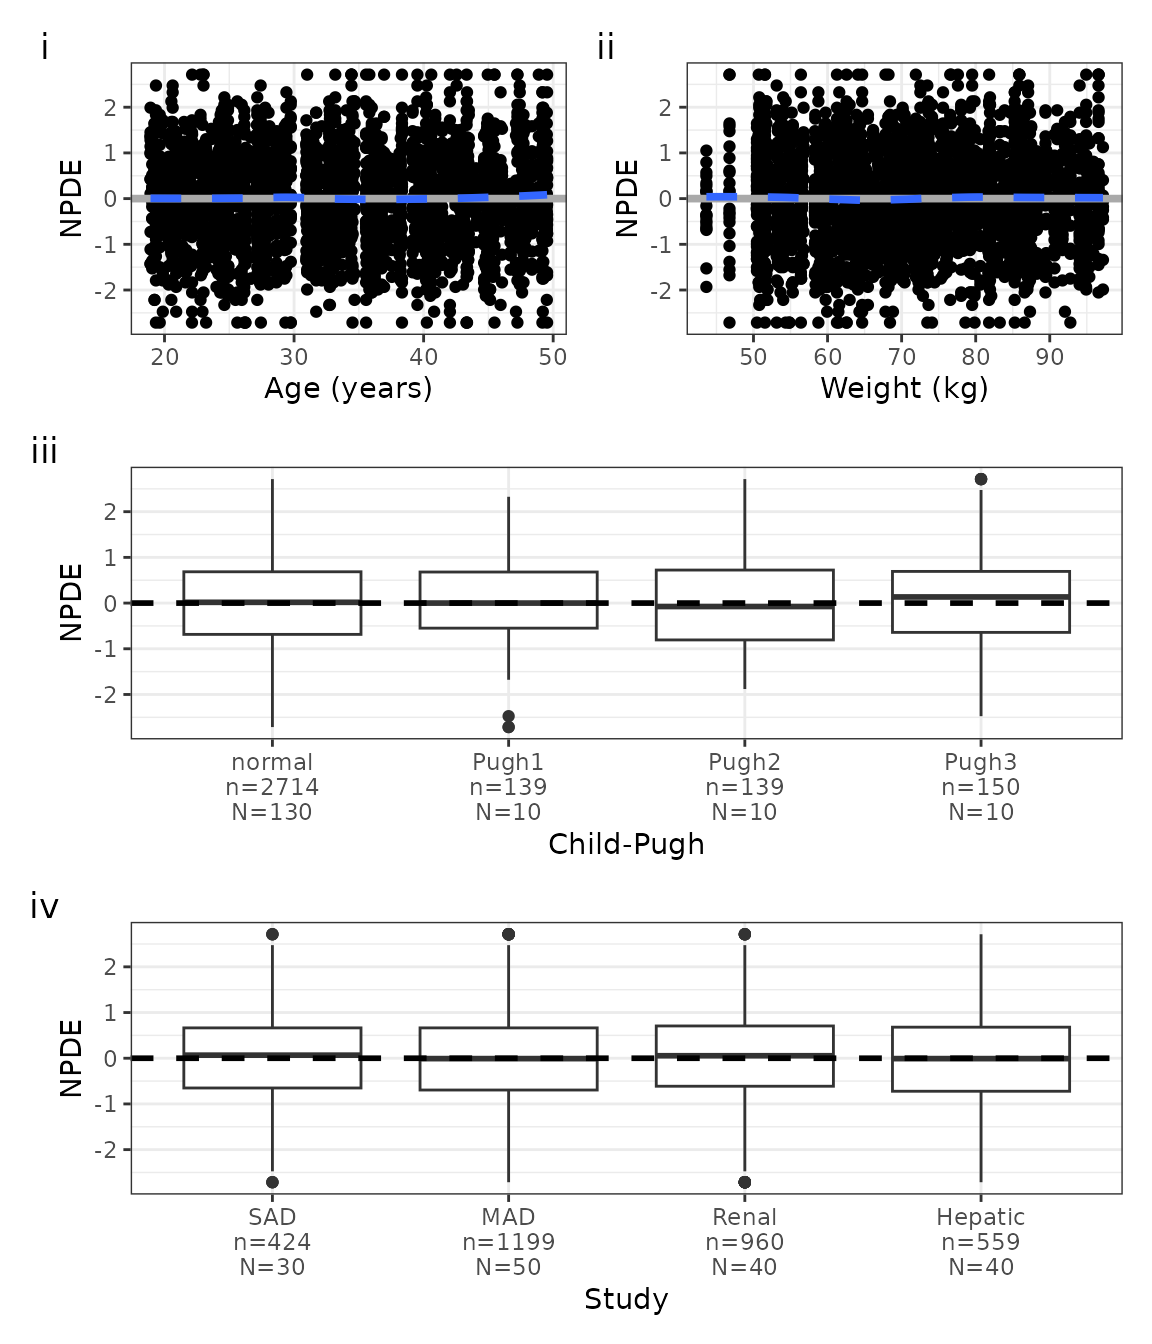 i
NPDE
2
1
0
-1
-2
20 30 40 50
Age (years)
ii
NPDE
2
1
0
-1
-2
50 60 70 80 90
Weight (kg)
iii
NPDE
2
1
0
-1
-2
normal Pugh1 Pugh2 Pugh3
n=2714 n=139 n=139 n=150
N=130 N=10 N=10 N=10
Child-Pugh
iv
NPDE
2
1
0
-1
-2
SAD MAD Renal Hepatic
n=424 n=1199 n=960 n=559
N=30 N=50 N=40 N=40
Study